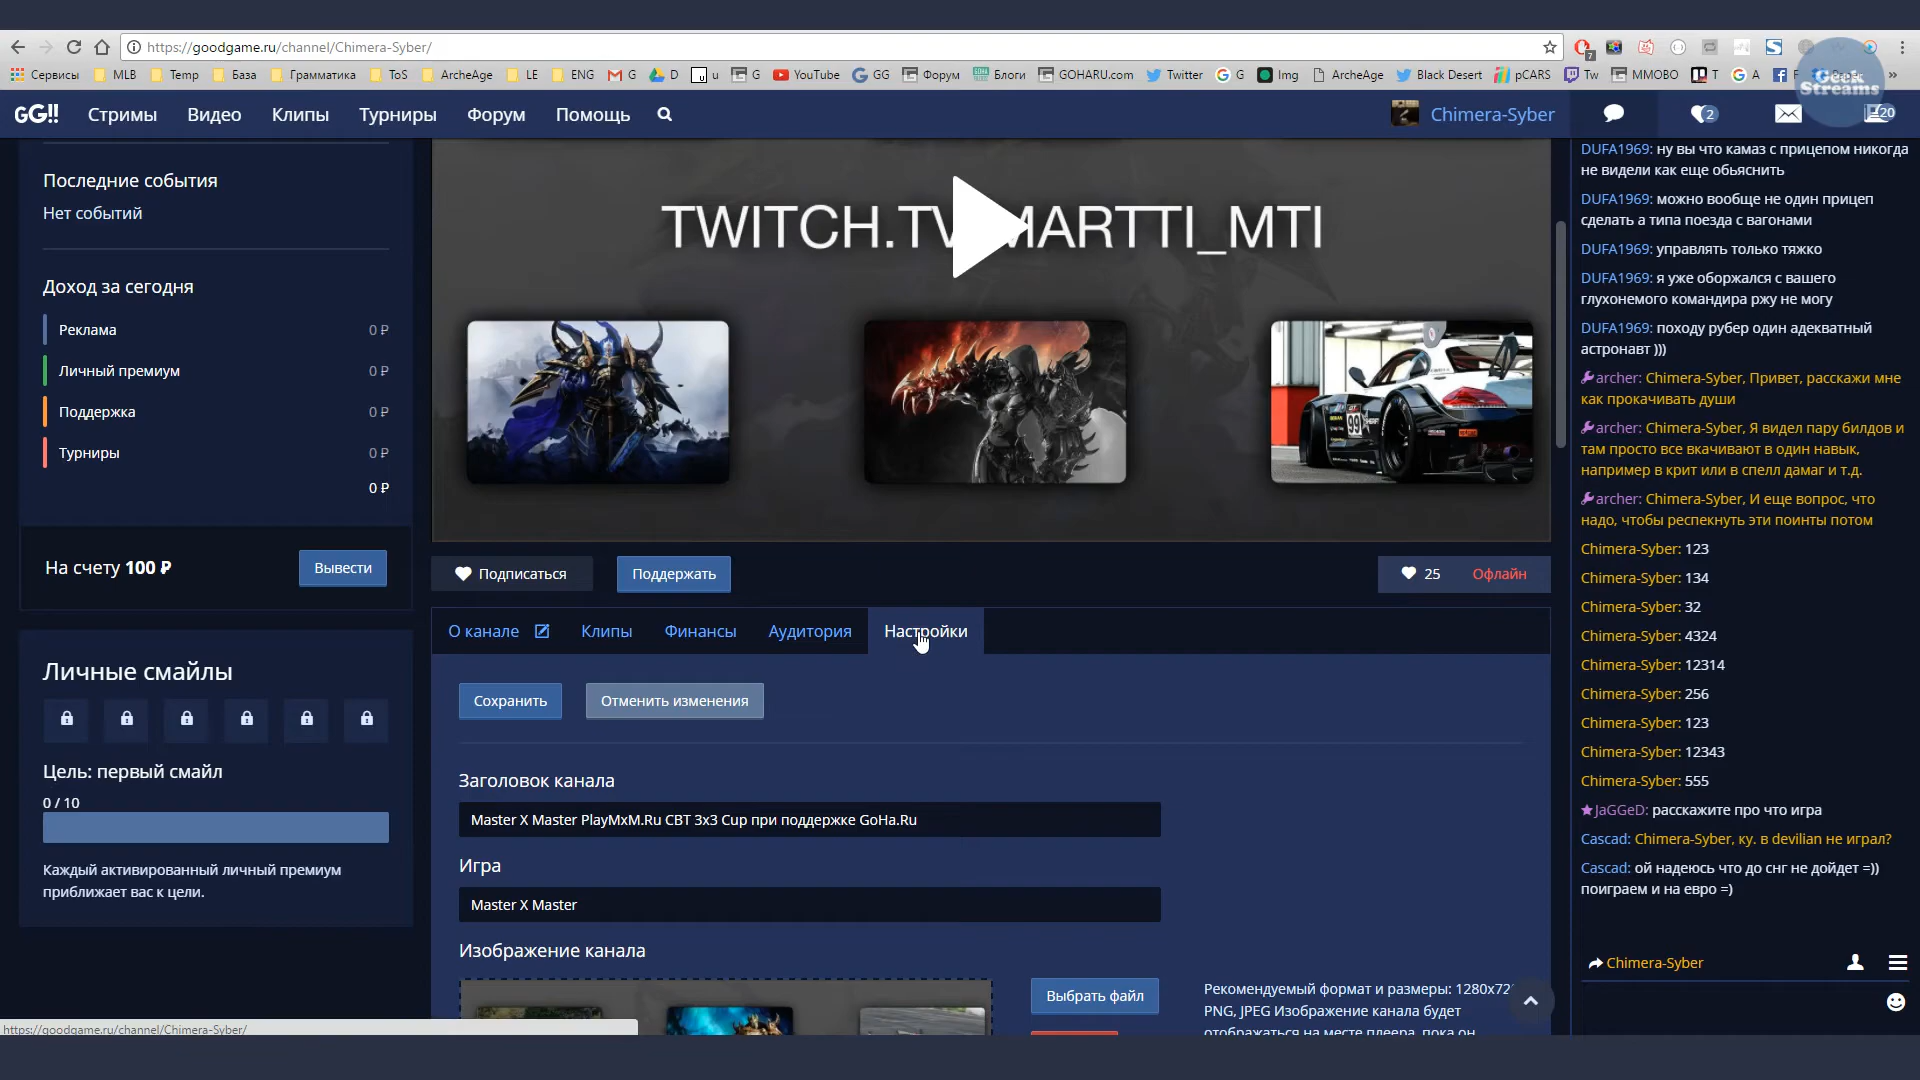 https://goodgame.ru/channel/Chimera-Syber/
7
Сервисы MLB Temp База Грамматика ToS ArcheAge LE ENG G D u G YouTube GG Форум Блоги GOHARU.com Twitter G Img ArcheAge Black Desert pCARS Tw MMOBO T A F »
Geek
Streams
GG!! Стримы Видео Клипы Турниры Форум Помощь Chimera-Syber 2 20
Последние события
Нет событий
Доход за сегодня
Реклама 0 ₽
Личный премиум 0 ₽
Поддержка 0 ₽
Турниры 0 ₽
0 ₽
На счету 100 ₽ Вывести
Личные смайлы
Цель: первый смайл
0 / 10
Каждый активированный личный премиум
приближает вас к цели.
TWITCH.TV MARTTI_MTI
99
Подписаться Поддержать 25 Офлайн
О канале Клипы Финансы Аудитория Настройки
Сохранить Отменить изменения
Заголовок канала
Master X Master PlayMxM.Ru CBT 3x3 Cup при поддержке GoHa.Ru
Игра
Master X Master
Изображение канала
Выбрать файл
Рекомендуемый формат и размеры: 1280x72
PNG, JPEG Изображение канала будет
отображаться на месте плеера, пока он
DUFA1969: ну вы что камаз с прицепом никогда
не видели как еще обьяснить
DUFA1969: можно вообще не один прицеп
сделать а типа поезда с вагонами
DUFA1969: управлять только тяжко
DUFA1969: я уже оборжался с вашего
глухонемого командира ржу не могу
DUFA1969: походу рубер один адекватный
астронавт )))
archer: Chimera-Syber, Привет, расскажи мне
как прокачивать души
archer: Chimera-Syber, Я видел пару билдов и
там просто все вкачивают в один навык,
например в крит или в спелл дамаг и т.д.
archer: Chimera-Syber, И еще вопрос, что
надо, чтобы респекнуть эти поинты потом
Chimera-Syber: 123
Chimera-Syber: 134
Chimera-Syber: 32
Chimera-Syber: 4324
Chimera-Syber: 12314
Chimera-Syber: 256
Chimera-Syber: 123
Chimera-Syber: 12343
Chimera-Syber: 555
JaGGeD: расскажите про что игра
Cascad: Chimera-Syber, ку. в devilian не играл?
Cascad: ой надеюсь что до снг не дойдет =))
поиграем и на евро =)
Chimera-Syber
https://goodgame.ru/channel/Chimera-Syber/